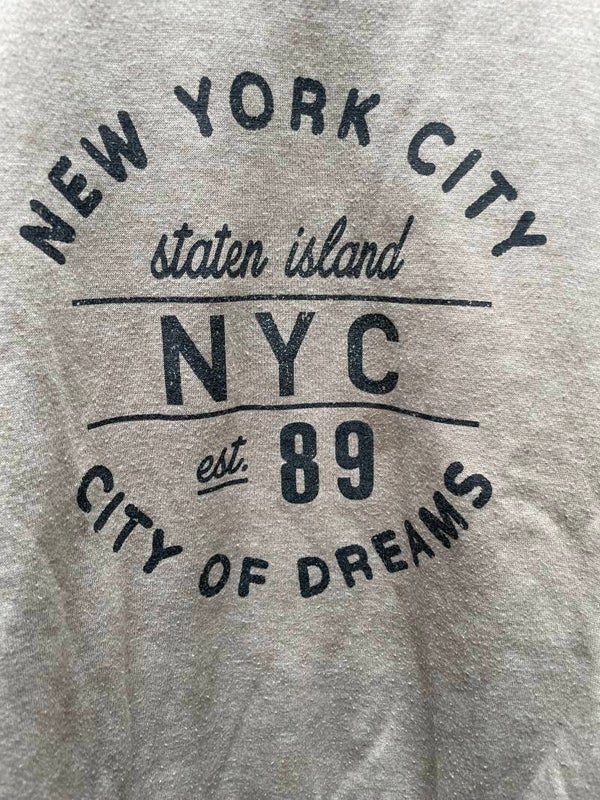 NEW YORK CITY
staten island
NYC
est. 89
CITY OF DREAMS